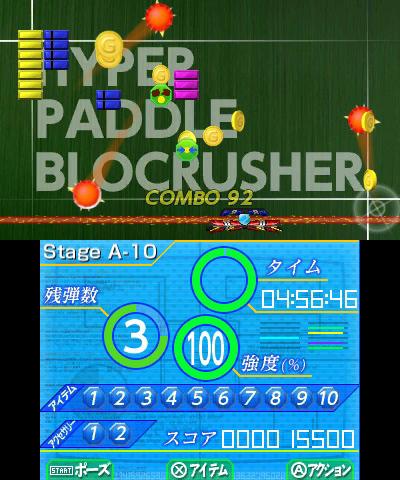 HYPER
PADDLE
BLOCRUSHER
COMBO 92
Stage A-10
タイム
04:56:46
残弾数
3
100
強度(%)
アイテム 1 2 3 4 5 6 7 8 9 10
アクセサリー 1 2
スコア 0000 15500
START ポーズ
Ⓧアイテム
Ⓐアクション